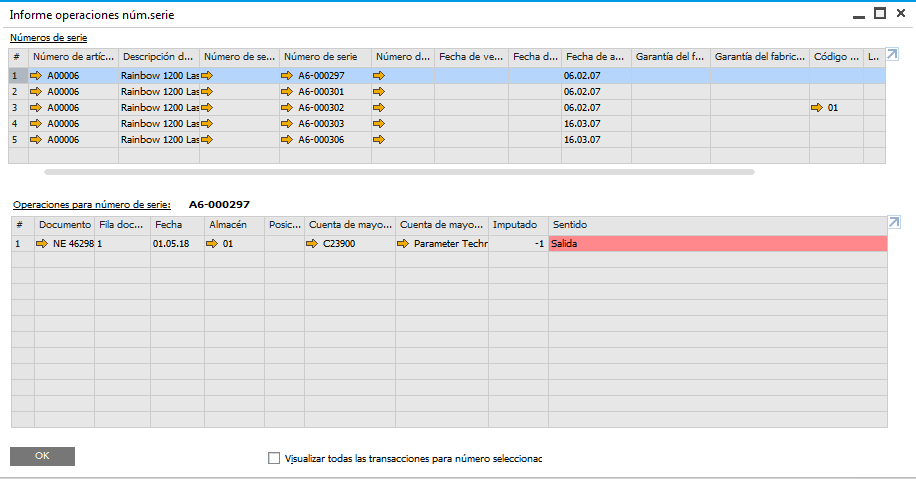 Informe operaciones núm.serie
Números de serie
# Número de artíc... Descripción d... Número de se... Número de serie Número d... Fecha de ve... Fecha d... Fecha de a... Garantía del f... Garantía del fabric... Código ... L...
1 A00006 Rainbow 1200 Las A6-000297 06.02.07
2 A00006 Rainbow 1200 Las A6-000301 06.02.07
3 A00006 Rainbow 1200 Las A6-000302 06.02.07 01
4 A00006 Rainbow 1200 Las A6-000303 16.03.07
5 A00006 Rainbow 1200 Las A6-000306 16.03.07
Operaciones para número de serie: A6-000297
# Documento Fila doc... Fecha Almacén Posic... Cuenta de mayo... Cuenta de mayo... Imputado Sentido
1 NE 46298 1 01.05.18 01 C23900 Parameter Techr -1 Salida
OK
Visualizar todas las transacciones para número seleccionac